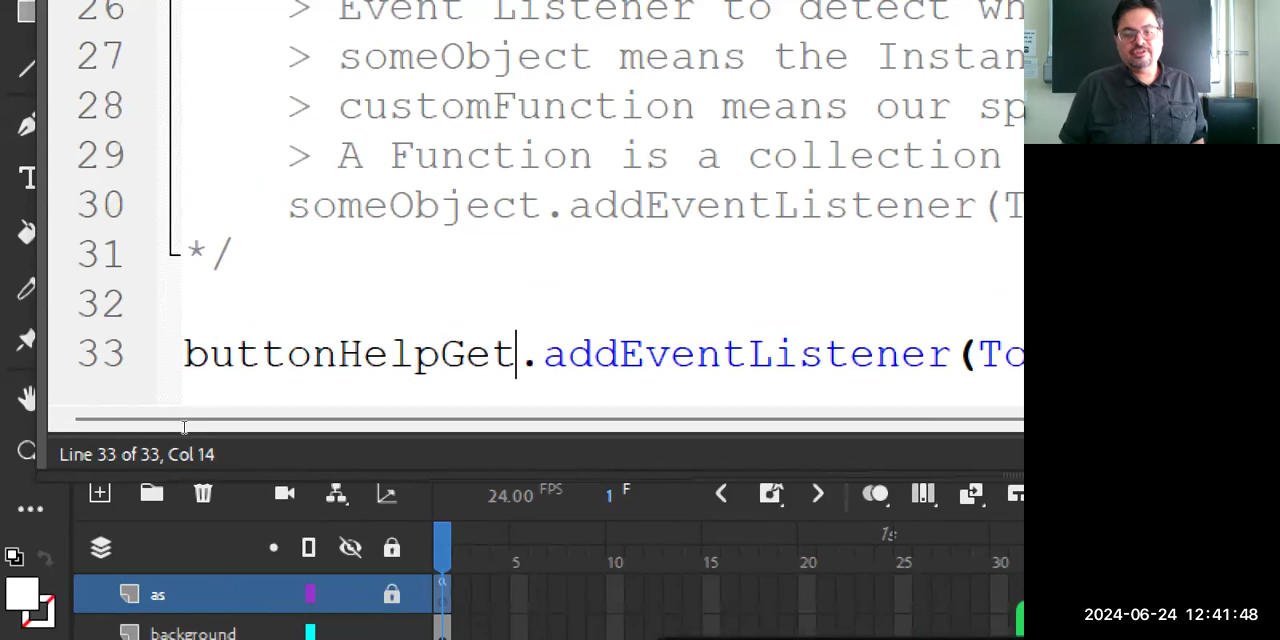 26 > Event Listener to detect wh
27 > someObject means the Instan
28 > customFunction means our sp
29 > A Function is a collection
30 someObject.addEventListener(T
31 */
32
33 buttonHelpGet.addEventListener(To
Line 33 of 33, Col 14
24.00 FPS 1 F
1s
5 10 15 20 25 30
as
background
2024-06-24 12:41:48